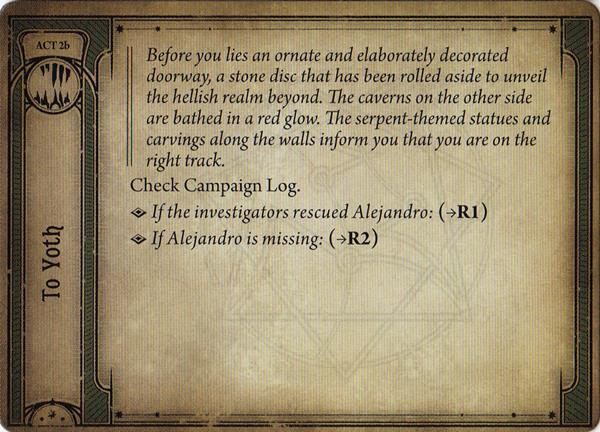 ACT 2b
Before you lies an ornate and elaborately decorated
doorway, a stone disc that has been rolled aside to unveil
the hellish realm beyond. The caverns on the other side
are bathed in a red glow. The serpent-themed statues and
carvings along the walls inform you that you are on the
right track.
Check Campaign Log.
If the investigators rescued Alejandro: (→R1)
If Alejandro is missing: (→R2)
To Yoth